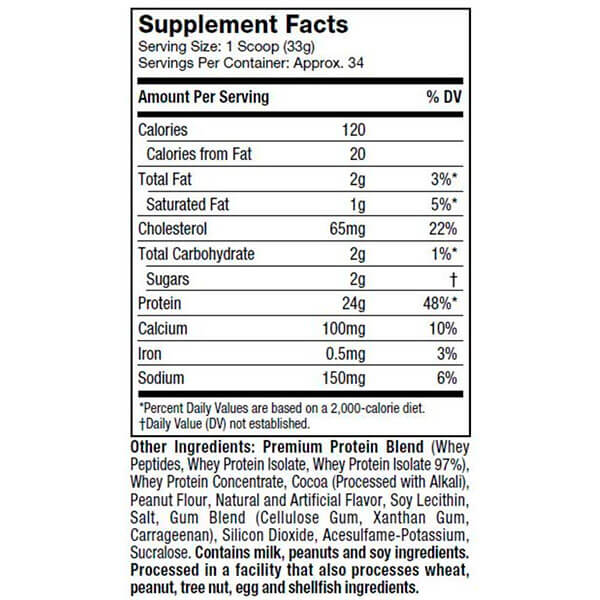 Supplement Facts
Serving Size: 1 Scoop (33g)
Servings Per Container: Approx. 34
Amount Per Serving % DV
Calories 120
Calories from Fat 20
Total Fat 2g 3%*
Saturated Fat 1g 5%*
Cholesterol 65mg 22%
Total Carbohydrate 2g 1%*
Sugars 2g †
Protein 24g 48%*
Calcium 100mg 10%
Iron 0.5mg 3%
Sodium 150mg 6%
*Percent Daily Values are based on a 2,000-calorie diet.
†Daily Value (DV) not established.
Other Ingredients: Premium Protein Blend (Whey
Peptides, Whey Protein Isolate, Whey Protein Isolate 97%),
Whey Protein Concentrate, Cocoa (Processed with Alkali),
Peanut Flour, Natural and Artificial Flavor, Soy Lecithin,
Salt, Gum Blend (Cellulose Gum, Xanthan Gum,
Carrageenan), Silicon Dioxide, Acesulfame-Potassium,
Sucralose. Contains milk, peanuts and soy ingredients.
Processed in a facility that also processes wheat,
peanut, tree nut, egg and shellfish ingredients.